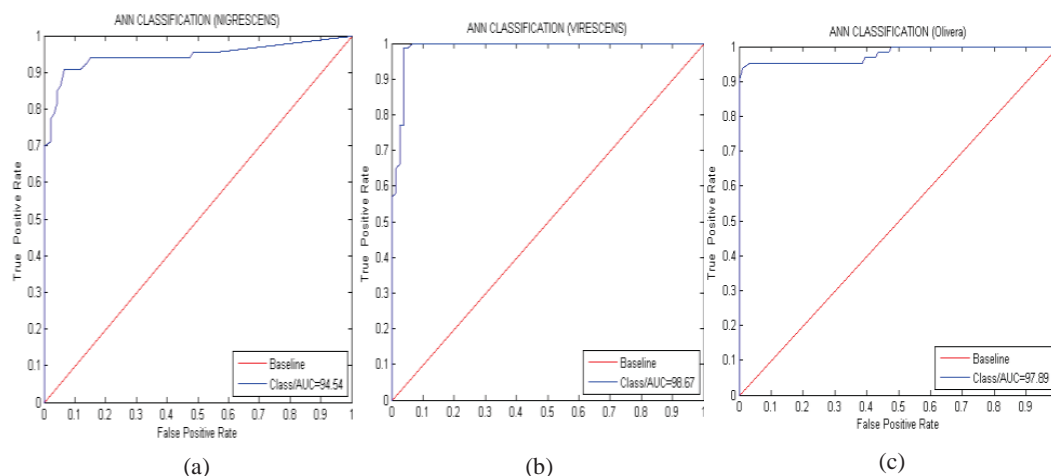 ANN CLASSIFICATION (NIGRESCENS)
True Positive Rate
1
0.9
0.8
0.7
0.6
0.5
0.4
0.3
0.2
0.1
0
0 0.1 0.2 0.3 0.4 0.5 0.6 0.7 0.8 0.9 1
False Positive Rate
Baseline
Class/AUC=94.54
(a)
ANN CLASSIFICATION (VIRESCENS)
True Positive Rate
1
0.9
0.8
0.7
0.6
0.5
0.4
0.3
0.2
0.1
0
0 0.1 0.2 0.3 0.4 0.5 0.6 0.7 0.8 0.9 1
Baseline
Class/AUC=98.67
(b)
ANN CLASSIFICATION (Olivera)
True Positive Rate
1
0.9
0.8
0.7
0.6
0.5
0.4
0.3
0.2
0.1
0
0.1 0.2 0.3 0.4 0.5 0.6 0.7 0.8 0.9
False Positive Rate
Baseline
Class/AUC=97.89
(c)